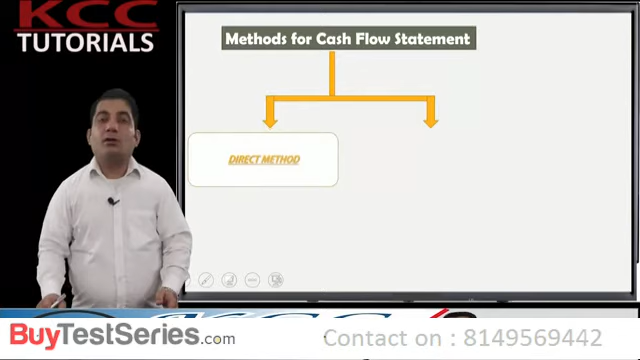 KCC
TUTORIALS
Methods for Cash Flow Statement
DIRECT METHOD
BuyTestSeries.com
Contact on : 8149569442